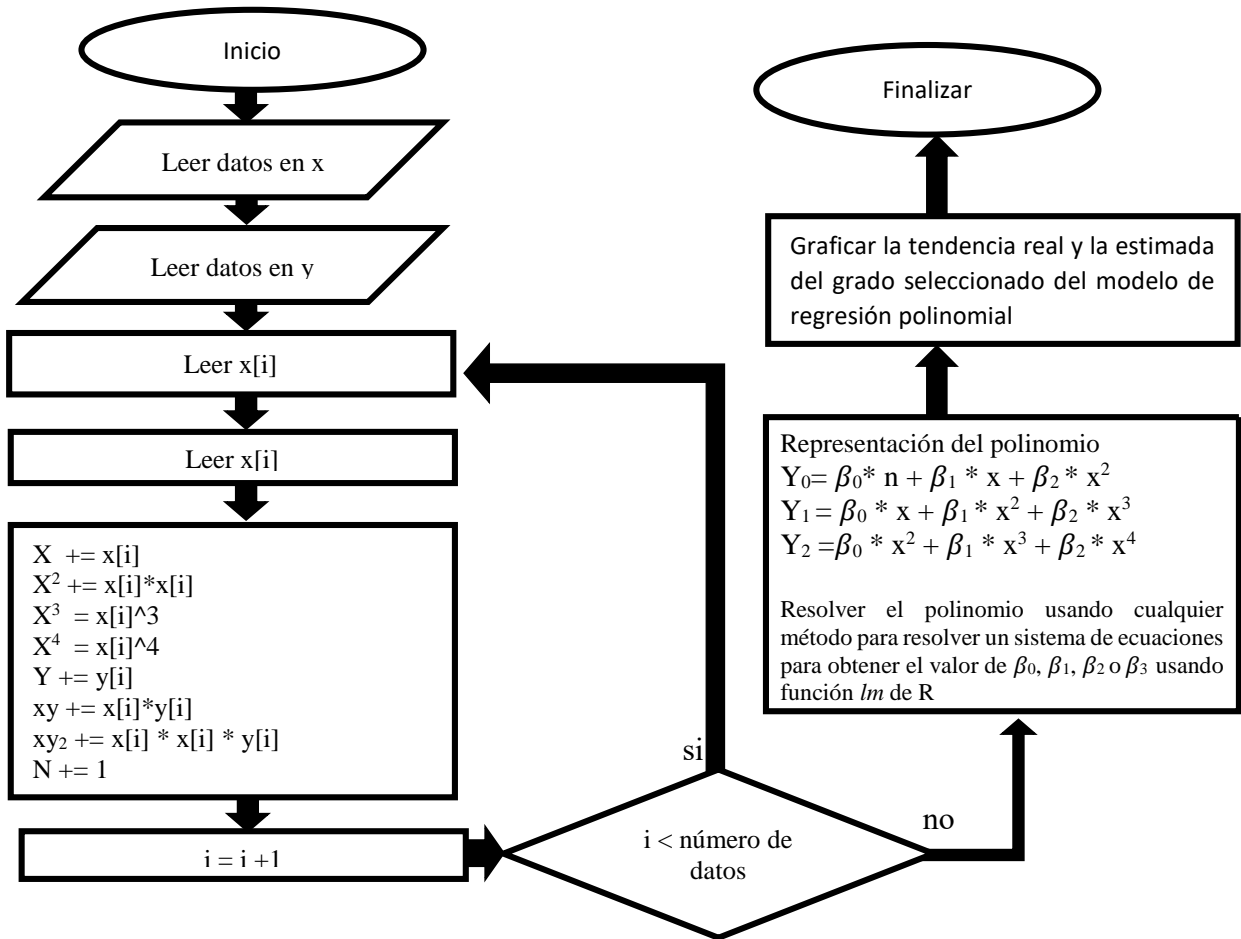 Inicio
Leer datos en x
Leer datos en y
Leer x[i]
Leer x[i]
X += x[i]
X² += x[i]*x[i]
X³ = x[i]^3
X⁴ = x[i]^4
Y += y[i]
xy += x[i]*y[i]
xy₂ += x[i] * x[i] * y[i]
N += 1
i = i +1
i < número de
datos
si
no
Representación del polinomio
Y₀= β₀* n + β₁ * x + β₂ * x²
Y₁ = β₀ * x + β₁ * x² + β₂ * x³
Y₂ =β₀ * x² + β₁ * x³ + β₂ * x⁴
Resolver el polinomio usando cualquier
método para resolver un sistema de ecuaciones
para obtener el valor de β₀, β₁, β₂ o β₃ usando
función lm de R
Graficar la tendencia real y la estimada
del grado seleccionado del modelo de
regresión polinomial
Finalizar